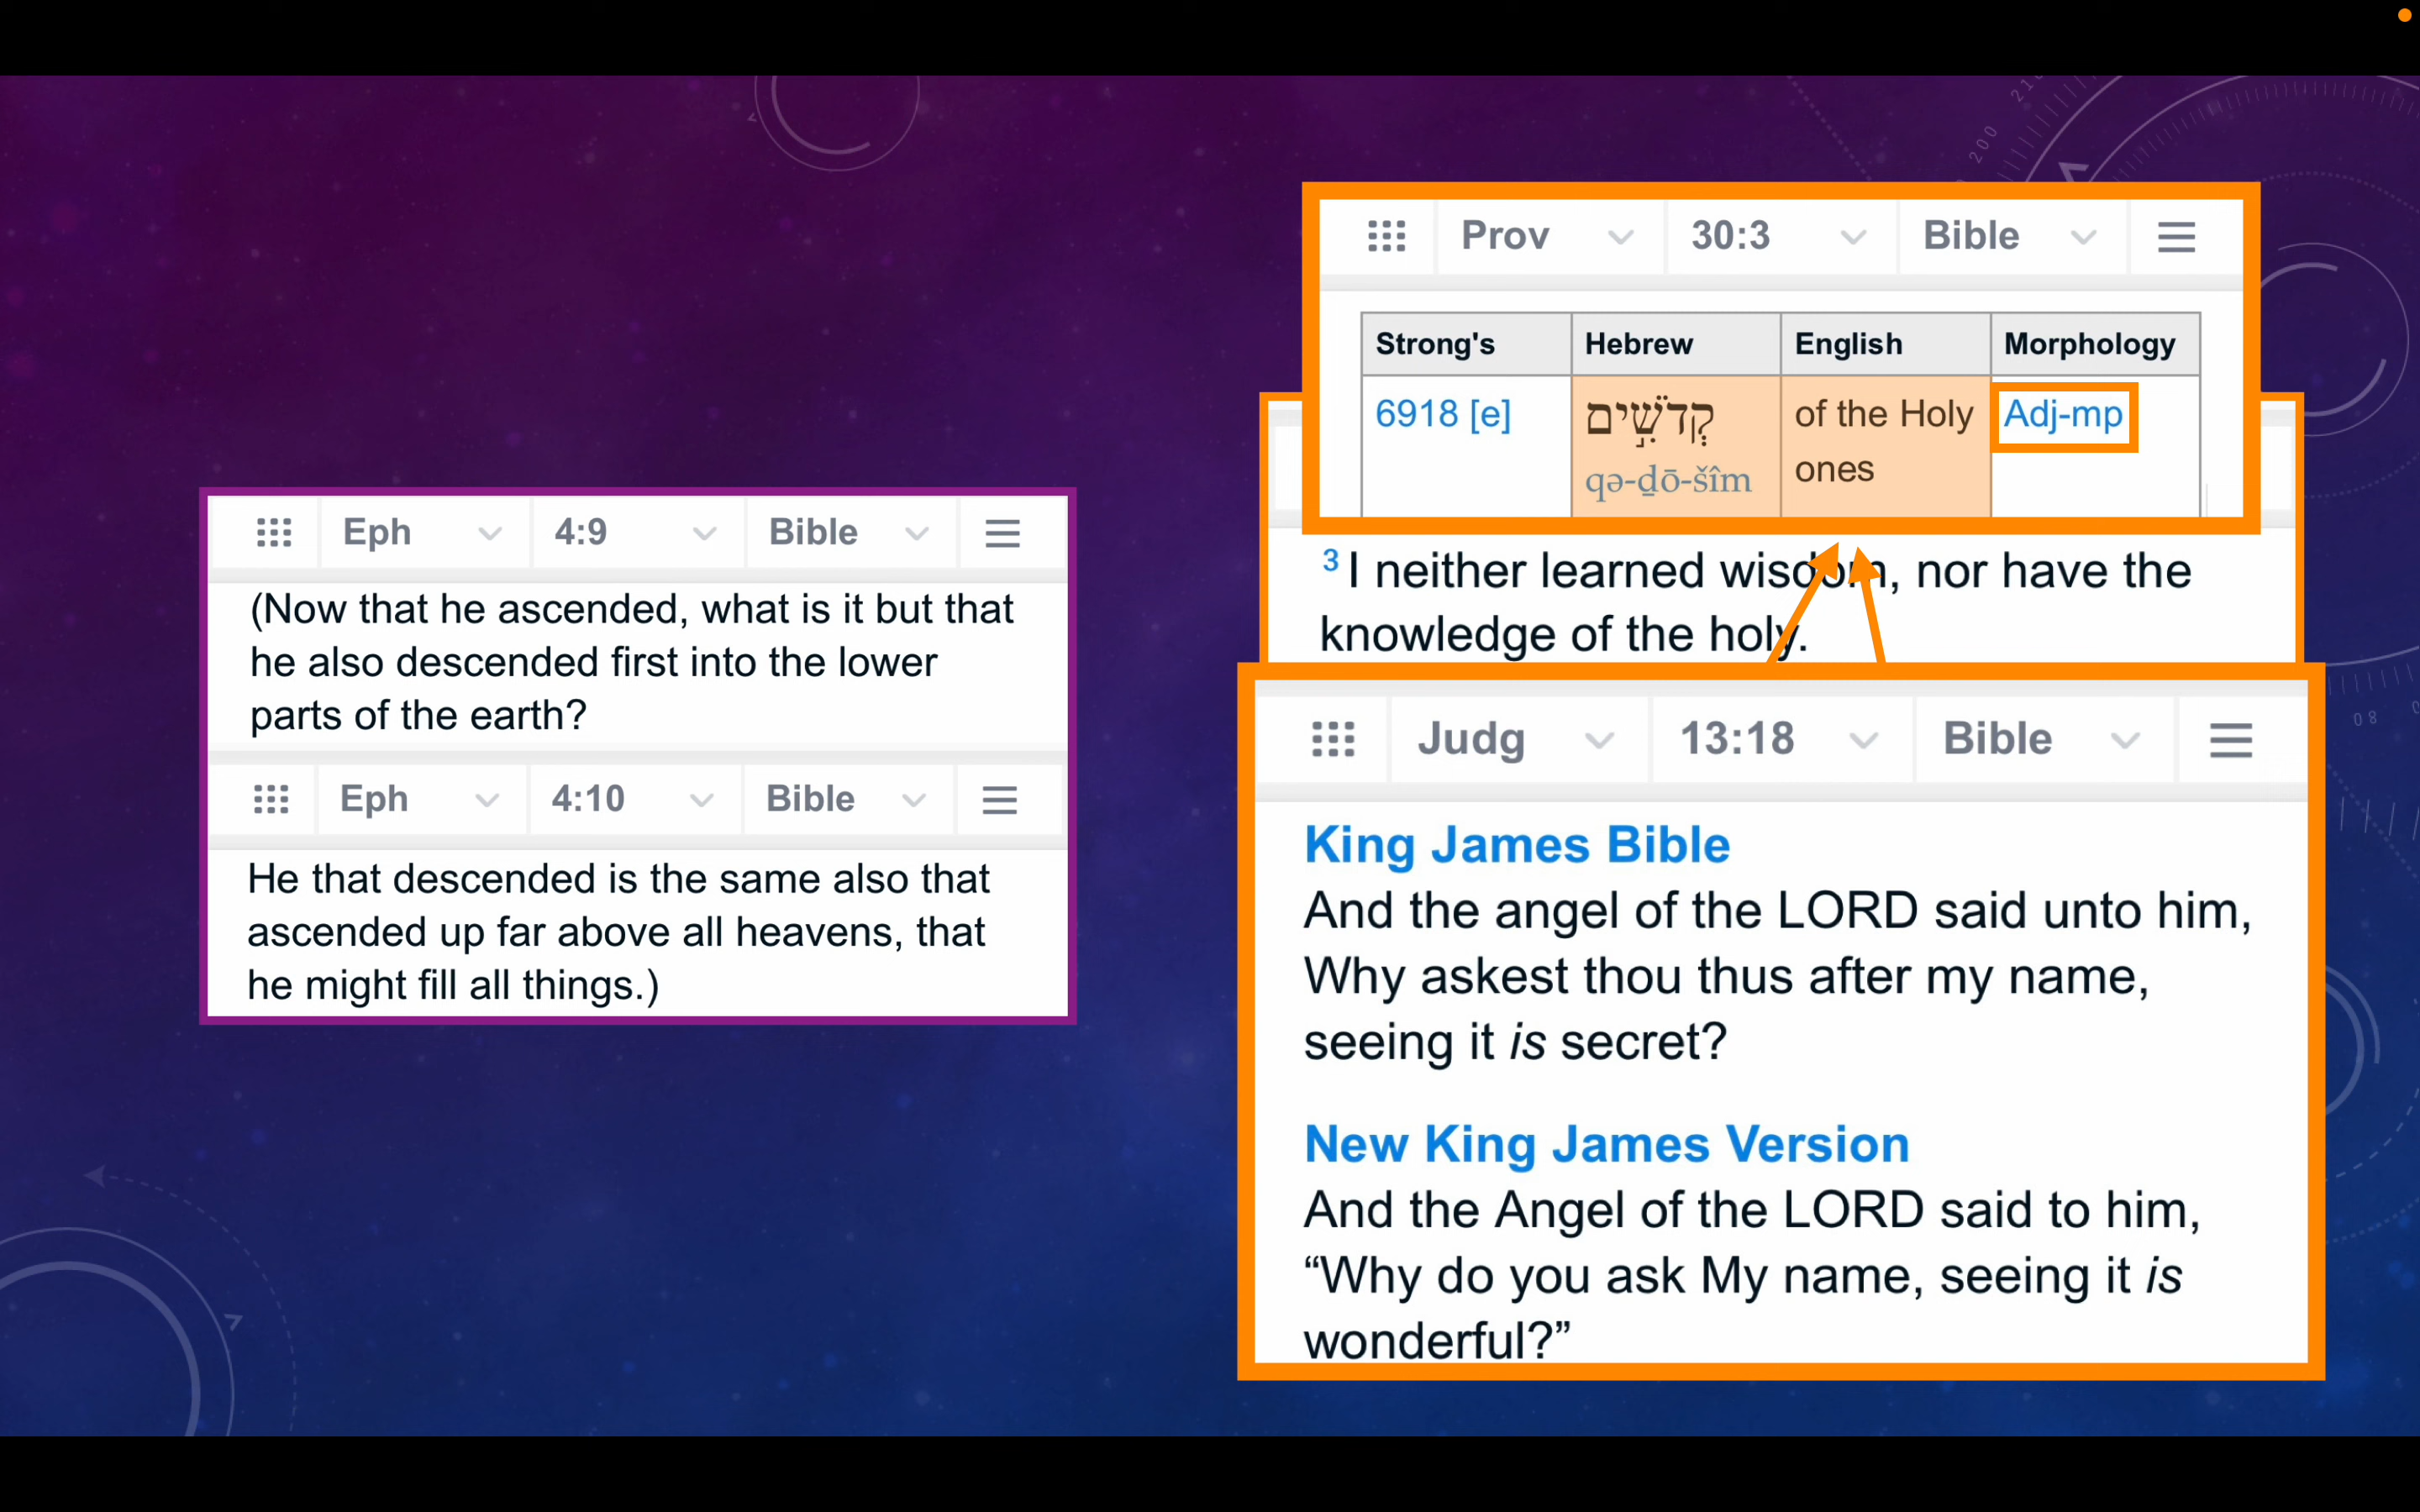 Eph 4:9 Bible
(Now that he ascended, what is it but that
he also descended first into the lower
parts of the earth?
Eph 4:10 Bible
He that descended is the same also that
ascended up far above all heavens, that
he might fill all things.)
Prov 30:3 Bible
Strong's Hebrew English Morphology
6918 [e] קְדֹשִׁ֣ים of the Holy Adj-mp
qə-ḏō-šîm ones
3 I neither learned wisdom, nor have the
knowledge of the holy.
Judg 13:18 Bible
King James Bible
And the angel of the LORD said unto him,
Why askest thou thus after my name,
seeing it is secret?
New King James Version
And the Angel of the LORD said to him,
“Why do you ask My name, seeing it is
wonderful?”
200
80